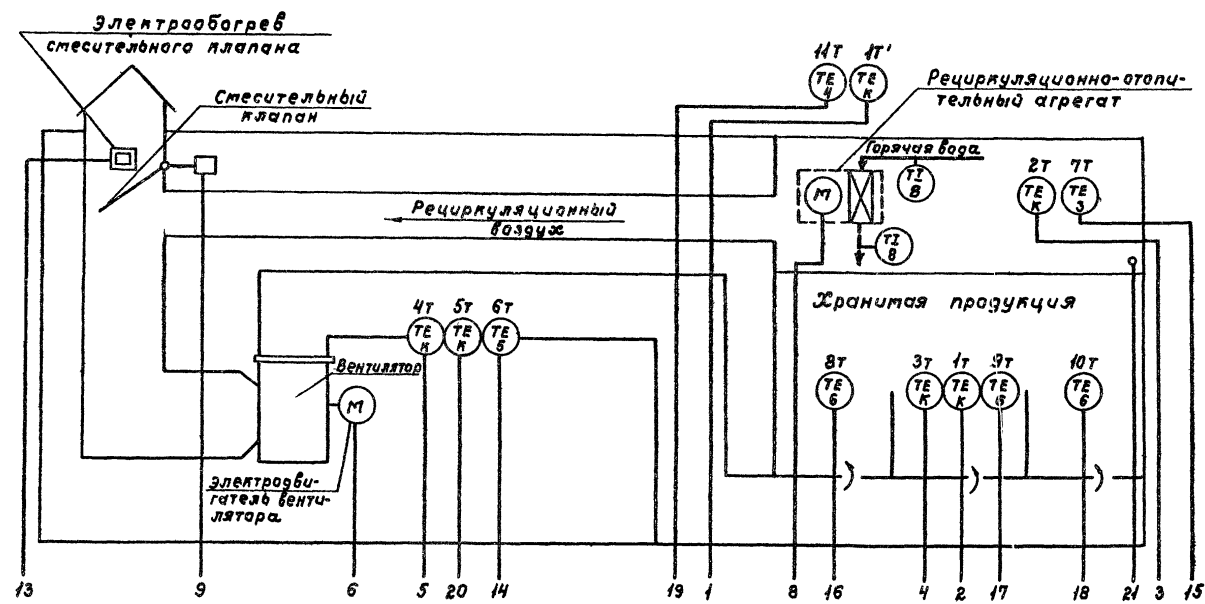 Электрообогрев
смесительного клапана
Смесительный
клапан
11Т 1Т'
ТЕ 4
ТЕ К
Рециркуляционно-отопи-
тельный агрегат
Горячая вода
TI 8
М
2Т 7Т
ТЕ К
ТЕ 3
Рециркуляционный
воздух
TI 8
Хранимая продукция
4Т 5Т 6Т
ТЕ К
ТЕ К
ТЕ 5
Вентилятор
М
8Т 3Т 1Т 9Т 10Т
ТЕ 6
ТЕ К
ТЕ К
ТЕ 6
ТЕ 6
Электродви-
гатель венти-
лятора
13 9 6 5 20 14 19 1 8 16 4 2 17 18 21 3 15